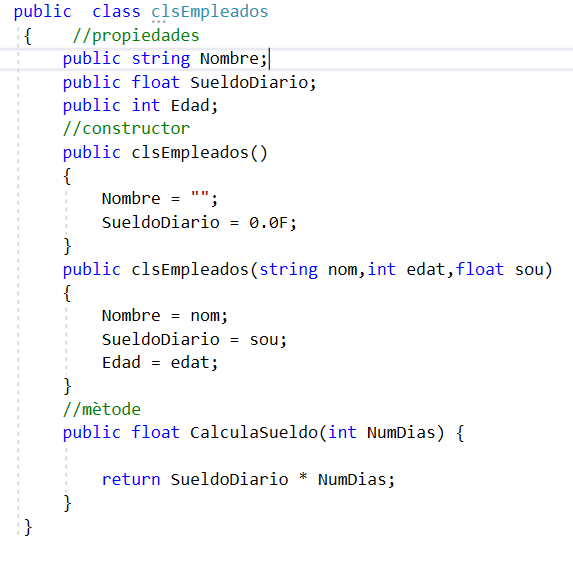 public  class clsEmpleados
{    //propiedades
public string Nombre;
public float SueldoDiario;
public int Edad;
//constructor
public clsEmpleados()
{
Nombre = "";
SueldoDiario = 0.0F;
}
public clsEmpleados(string nom,int edat,float sou)
{
Nombre = nom;
SueldoDiario = sou;
Edad = edat;
}
//mètode
public float CalculaSueldo(int NumDias) {
return SueldoDiario * NumDias;
}
}